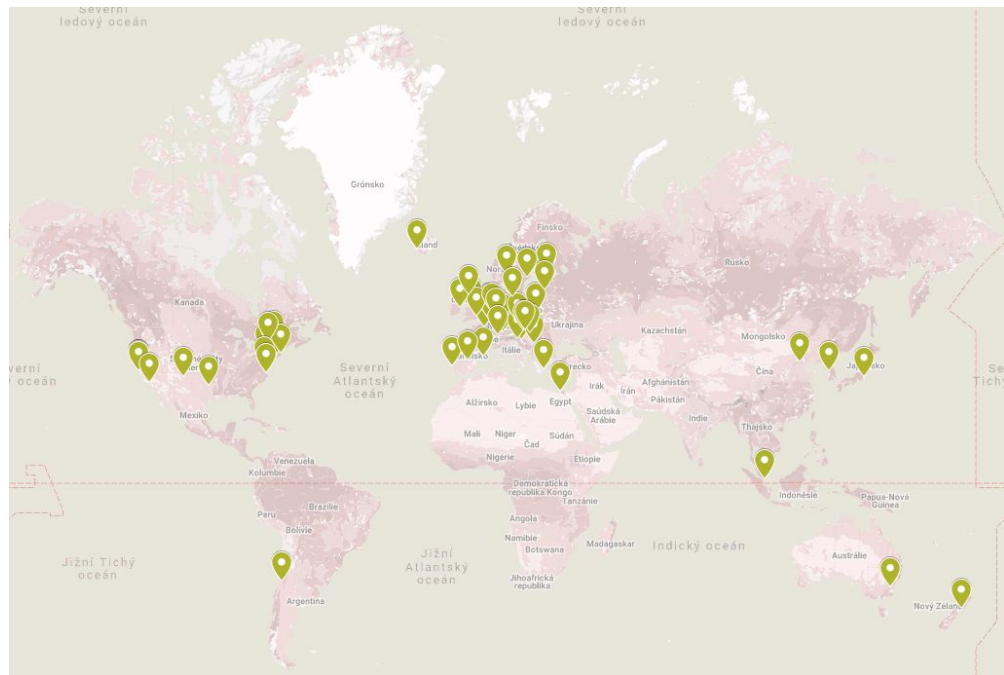 Severní
ledový oceán
Severní
ledový oceán
Grónsko
Finsko
Rusko
Kanada
Ukrajina
Kazachstán
Mongolsko
Itálie
Severní
Atlantský
oceán
Čína
Irák
Írán
Afghánistán
Pákistán
Alžírsko
Lybie
Egypt
Saúdská
Arábie
Indie
Mexiko
Mali
Niger
Čad
Súdán
Thajsko
Nigérie
Etiopie
Venezuela
Kolumbie
Demokratická
republika Kongo
Indonésie
Papua-Nová
Guinea
Tanzánie
Peru
Brazílie
Angola
Bolívie
Namibie
Botswana
Madagaskar
Indický oceán
Jižní Tichý
oceán
Jižní
Atlantský
oceán
Austrálie
Jihoafrická
republika
Argentina
Nový Zéland